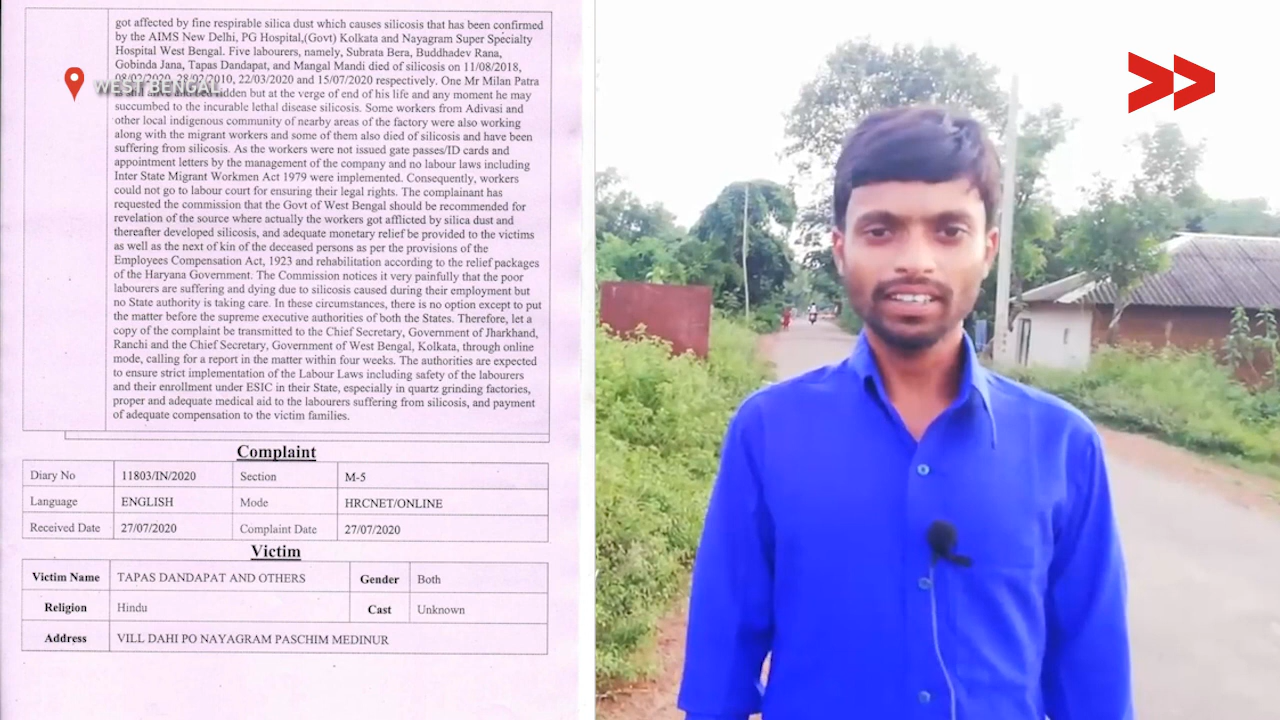 got affected by fine respirable silica dust which causes silicosis that has been confirmed
by the AIMS New Delhi, PG Hospital,(Govt) Kolkata and Nayagram Super Specialty
Hospital West Bengal. Five labourers, namely, Subrata Bera, Buddhadev Rana,
Gobinda Jana, Tapas Dandapat, and Mangal Mandi died of silicosis on 11/08/2018,
08/02/2020, 28/02/2010, 22/03/2020 and 15/07/2020 respectively. One Mr Milan Patra
WEST BENGAL
ridden but at the verge of end of his life and any moment he may
succumbed to the incurable lethal disease silicosis. Some workers from Adivasi and
other local indigenous community of nearby areas of the factory were also working
along with the migrant workers and some of them also died of silicosis and have been
suffering from silicosis. As the workers were not issued gate passes/ID cards and
appointment letters by the management of the company and no labour laws including
Inter State Migrant Workmen Act 1979 were implemented. Consequently, workers
could not go to labour court for ensuring their legal rights. The complainant has
requested the commission that the Govt of West Bengal should be recommended for
revelation of the source where actually the workers got afflicted by silica dust and
thereafter developed silicosis, and adequate monetary relief be provided to the victims
as well as the next of kin of the deceased persons as per the provisions of the
Employees Compensation Act, 1923 and rehabilitation according to the relief packages
of the Haryana Government. The Commission notices it very painfully that the poor
labourers are suffering and dying due to silicosis caused during their employment but
no State authority is taking care. In these circumstances, there is no option except to put
the matter before the supreme executive authorities of both the States. Therefore, let a
copy of the complaint be transmitted to the Chief Secretary, Government of Jharkhand,
Ranchi and the Chief Secretary, Government of West Bengal, Kolkata, through online
mode, calling for a report in the matter within four weeks. The authorities are expected
to ensure strict implementation of the Labour Laws including safety of the labourers
and their enrollment under ESIC in their State, especially in quartz grinding factories,
proper and adequate medical aid to the labourers suffering from silicosis, and payment
of adequate compensation to the victim families.
Complaint
Diary No 11803/IN/2020 Section M-5
Language ENGLISH Mode HRCNET/ONLINE
Received Date 27/07/2020 Complaint Date 27/07/2020
Victim
Victim Name TAPAS DANDAPAT AND OTHERS Gender Both
Religion Hindu Cast Unknown
Address VILL DAHI PO NAYAGRAM PASCHIM MEDINUR